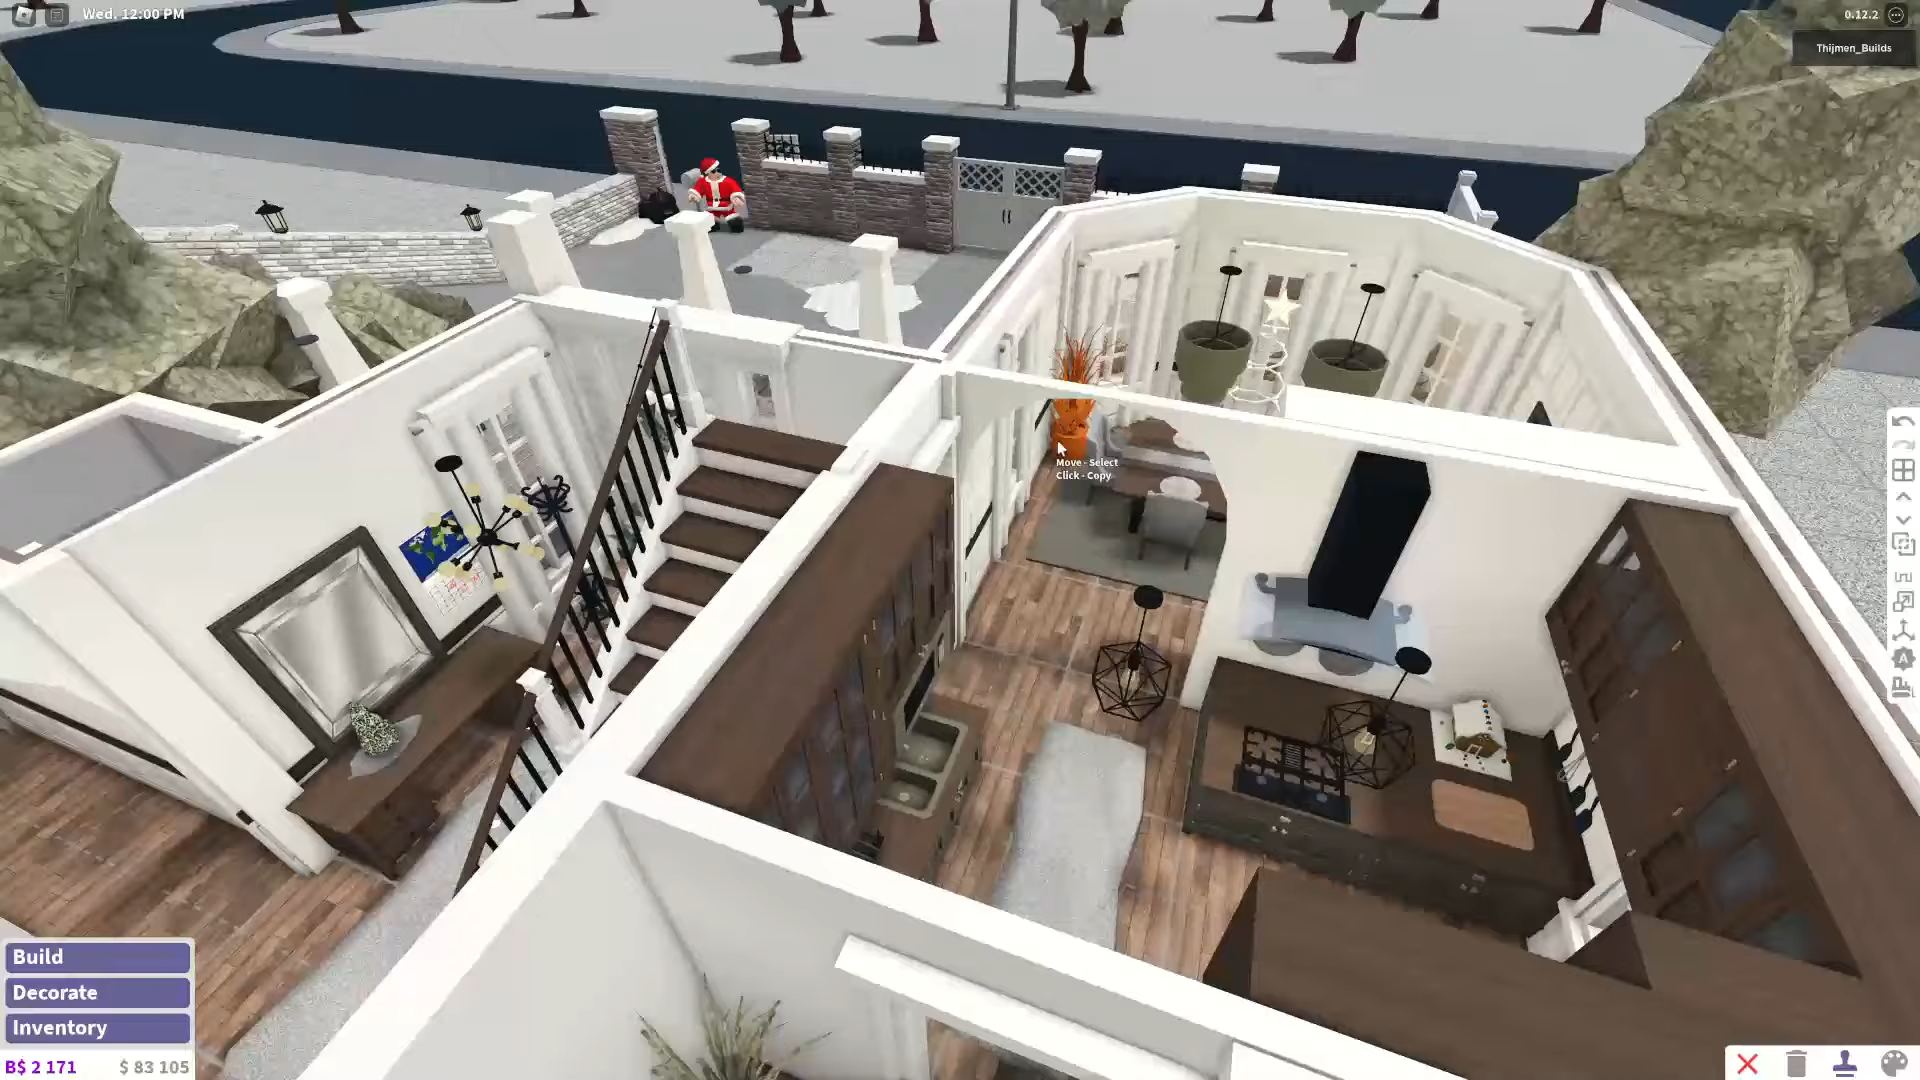 Wed. 12:00 PM
0.12.2
Thijmen_Builds
Move - Select
Click - Copy
Build
Decorate
Inventory
B$ 2 171
$ 83 105